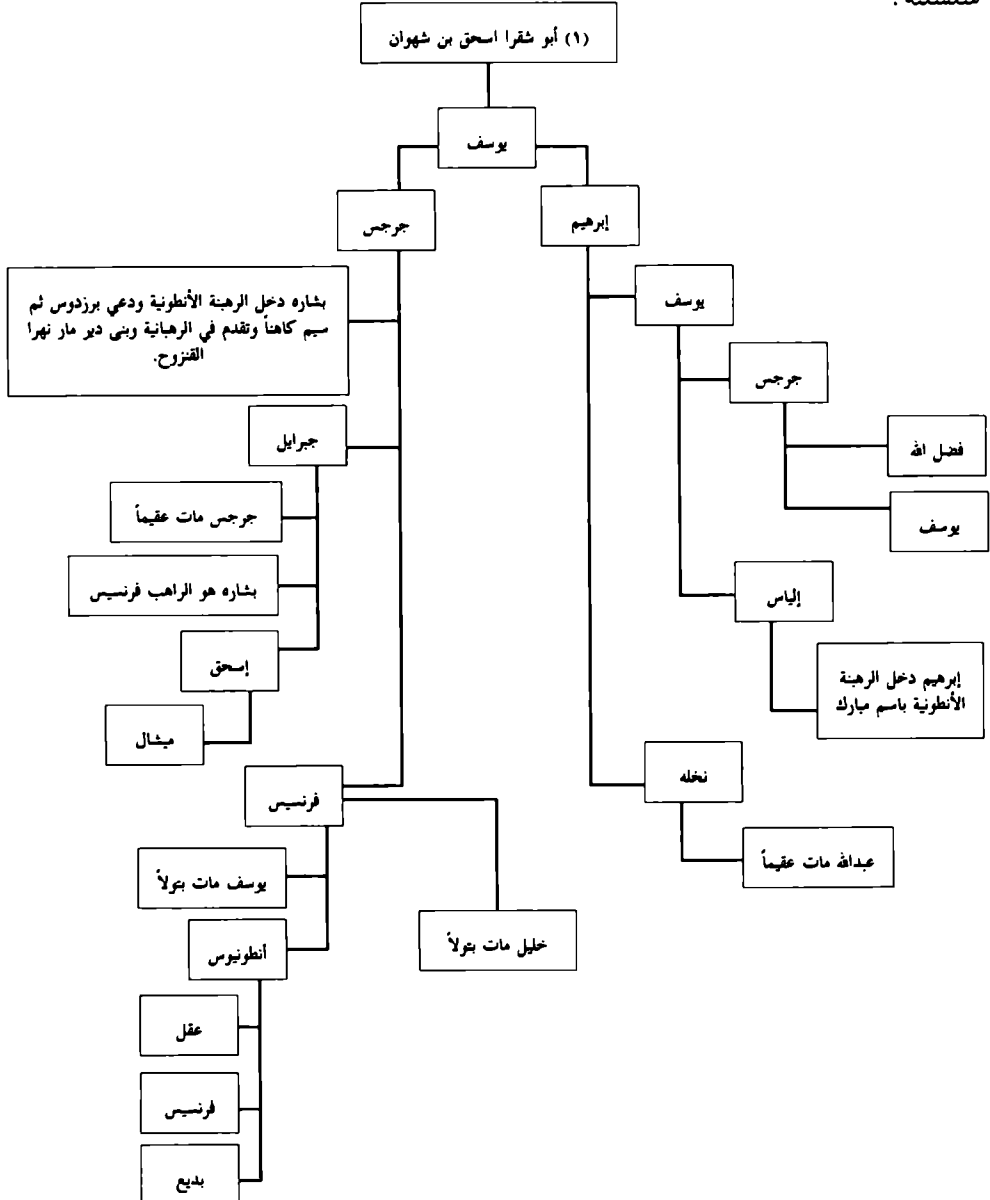 (١) أبو شقرا اسحق بن شهوان
يوسف
إبرهيم
جرجس
يوسف
بشاره دخل الرهبنة الأنطونية ودعي برزدوس ثم
سيم كاهناً وتقدم في الرهبانية وبنى دير مار نهرا
القنزوح.
جرجس
جبرايل
فضل الله
جرجس مات عقيماً
يوسف
بشاره هو الراهب فرنسيس
إلياس
إسحق
إبرهيم دخل الرهبنة
الأنطونية باسم مبارك
ميشال
نخله
فرنسيس
عبدالله مات عقيماً
يوسف مات بتولاً
خليل مات بتولاً
أنطونيوس
عقل
فرنسيس
بديع